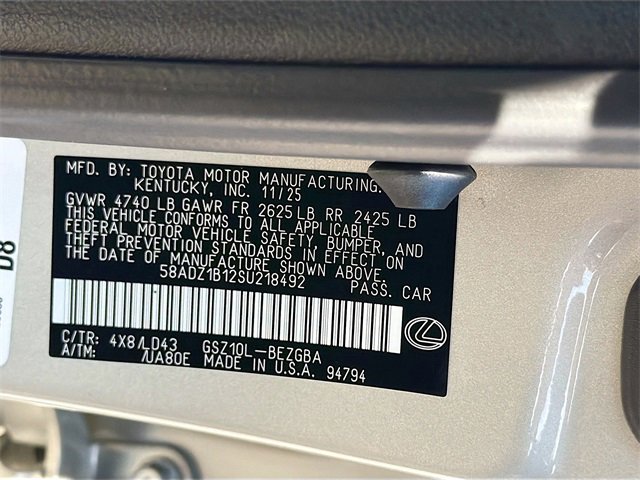 MFD. BY: TOYOTA MOTOR MANUFACTURING,
KENTUCKY, INC. 11/25
GVWR 4740 LB GAWR FR 2625 LB RR 2425 LB
THIS VEHICLE CONFORMS TO ALL APPLICABLE
FEDERAL MOTOR VEHICLE SAFETY, BUMPER, AND
THEFT PREVENTION STANDARDS IN EFFECT ON
THE DATE OF MANUFACTURE SHOWN ABOVE.
58ADZ1B12SU218492 PASS. CAR
C/TR: 4X8/LD43 GSZ10L-BEZGBA
A/TM: /UA80E MADE IN U.S.A. 94794
D8